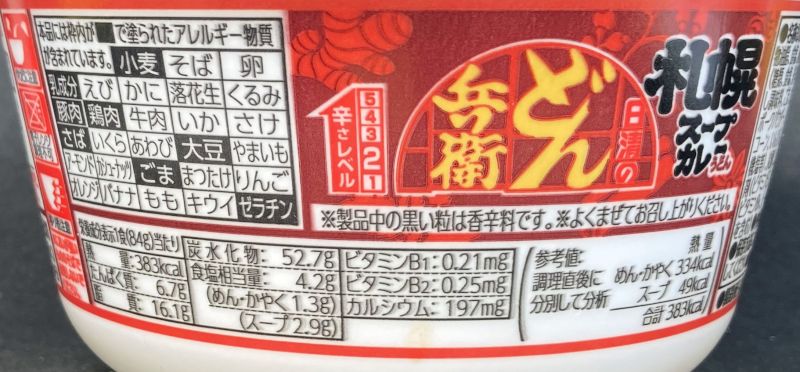 本品には枠内が■で塗られたアレルギー物質
が含まれています。 小麦 そば 卵
乳成分 えび かに 落花生 くるみ
豚肉 鶏肉 牛肉 いか さけ
さば いくら あわび 大豆 やまいも
アーモンド カシューナッツ ごま まつたけ りんご
オレンジ バナナ もも キウイ ゼラチン
5
4
3
2
1
辛さレベル
日清の
どん兵衛
札幌
スープ
カレー
うどん
※製品中の黒い粒は香辛料です。※よくまぜてお召し上がりください。
栄養成分表示1食(84g)当たり
熱量:383kcal
たんぱく質:6.7g
脂質:16.1g
炭水化物:52.7g
食塩相当量:4.2g
(めん・かやく1.3g)
(スープ2.9g)
ビタミンB1:0.21mg
ビタミンB2:0.25mg
カルシウム:197mg
参考値:
調理直後に
分別して分析
熱量
めん・かやく 334kcal
スープ 49kcal
合計 383kcal